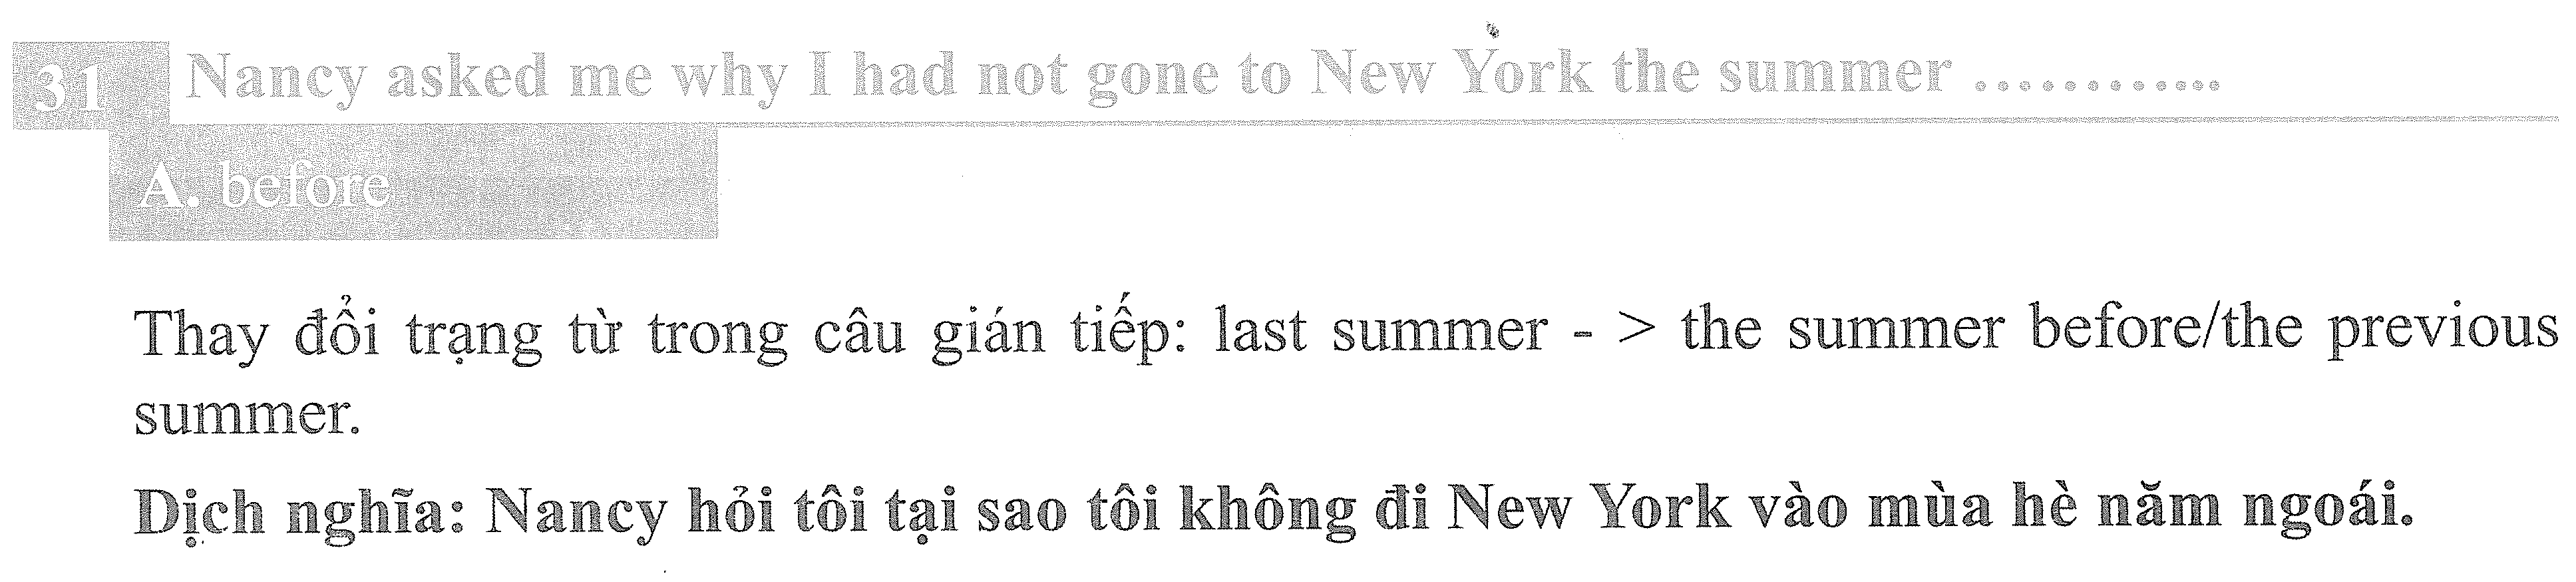 31 Nancy asked me why I had not gone to New York the summer ...........
A. before
Thay đổi trạng từ trong câu gián tiếp: last summer - > the summer before/the previous
summer.
Dịch nghĩa: Nancy hỏi tôi tại sao tôi không đi New York vào mùa hè năm ngoái.